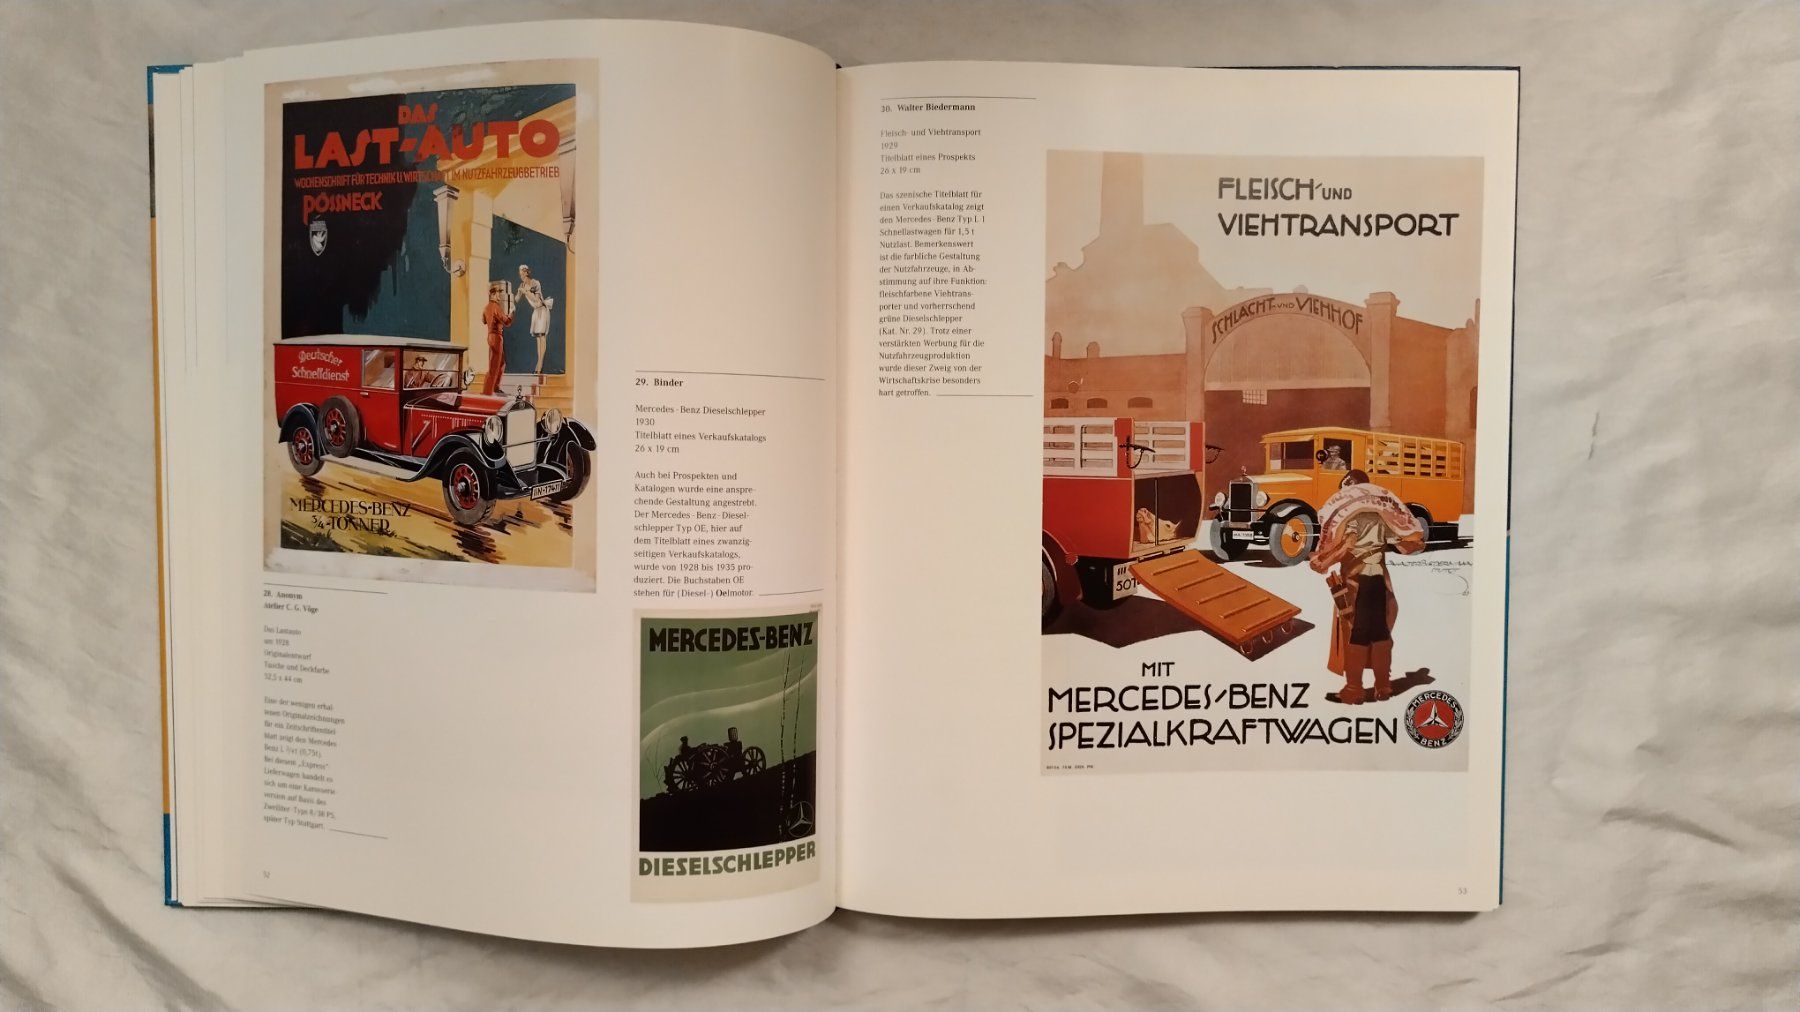 DAS
LAST-AUTO
WOCHENSCHRIFT FÜR TECHNIK U. WIRTSCHAFT IM NUTZFAHRZEUGBETRIEB
PÖSSNECK
Deutscher
Schnelldienst
MERCEDES-BENZ
3/4-TONNER
28. Anonym
Atelier C. G. Vöge
Das Lastauto
um 1928
Originalentwurf
Tusche und Deckfarbe
52,5 x 44 cm
Eine der wenigen erhal-
tenen Originalzeichnungen
für ein Zeitschriftentitel-
blatt zeigt den Mercedes
Benz L 3/4t (0,75t).
Bei diesem „Express"-
Lieferwagen handelt es
sich um eine Karosserie-
version auf Basis des
Zweiliter-Typs 8/38 PS,
später Typ Stuttgart.
52
29. Binder
Mercedes-Benz Dieselschlepper
1930
Titelblatt eines Verkaufskatalogs
26 x 19 cm
Auch bei Prospekten und
Katalogen wurde eine anspre-
chende Gestaltung angestrebt.
Der Mercedes-Benz-Diesel-
schlepper Typ OE, hier auf
dem Titelblatt eines zwanzig-
seitigen Verkaufskatalogs,
wurde von 1928 bis 1935 pro-
duziert. Die Buchstaben OE
stehen für (Diesel-) Oelmotor.
MERCEDES-BENZ
DIESELSCHLEPPER
30. Walter Biedermann
Fleisch- und Viehtransport
1929
Titelblatt eines Prospekts
26 x 19 cm
Das szenische Titelblatt für
einen Verkaufskatalog zeigt
den Mercedes-Benz Typ L 1
Schnellastwagen für 1,5 t
Nutzlast. Bemerkenswert
ist die farbliche Gestaltung
der Nutzfahrzeuge, in Ab-
stimmung auf ihre Funktion:
fleischfarbene Viehtrans-
porter und vorherrschend
grüne Dieselschlepper
(Kat. Nr. 29). Trotz einer
verstärkten Werbung für die
Nutzfahrzeugproduktion
wurde dieser Zweig von der
Wirtschaftskrise besonders
hart getroffen.
FLEISCH- UND
VIEHTRANSPORT
SCHLACHT UND VIEHHOF
MIT
MERCEDES-BENZ
SPEZIALKRAFTWAGEN
MERCEDES
BENZ
53